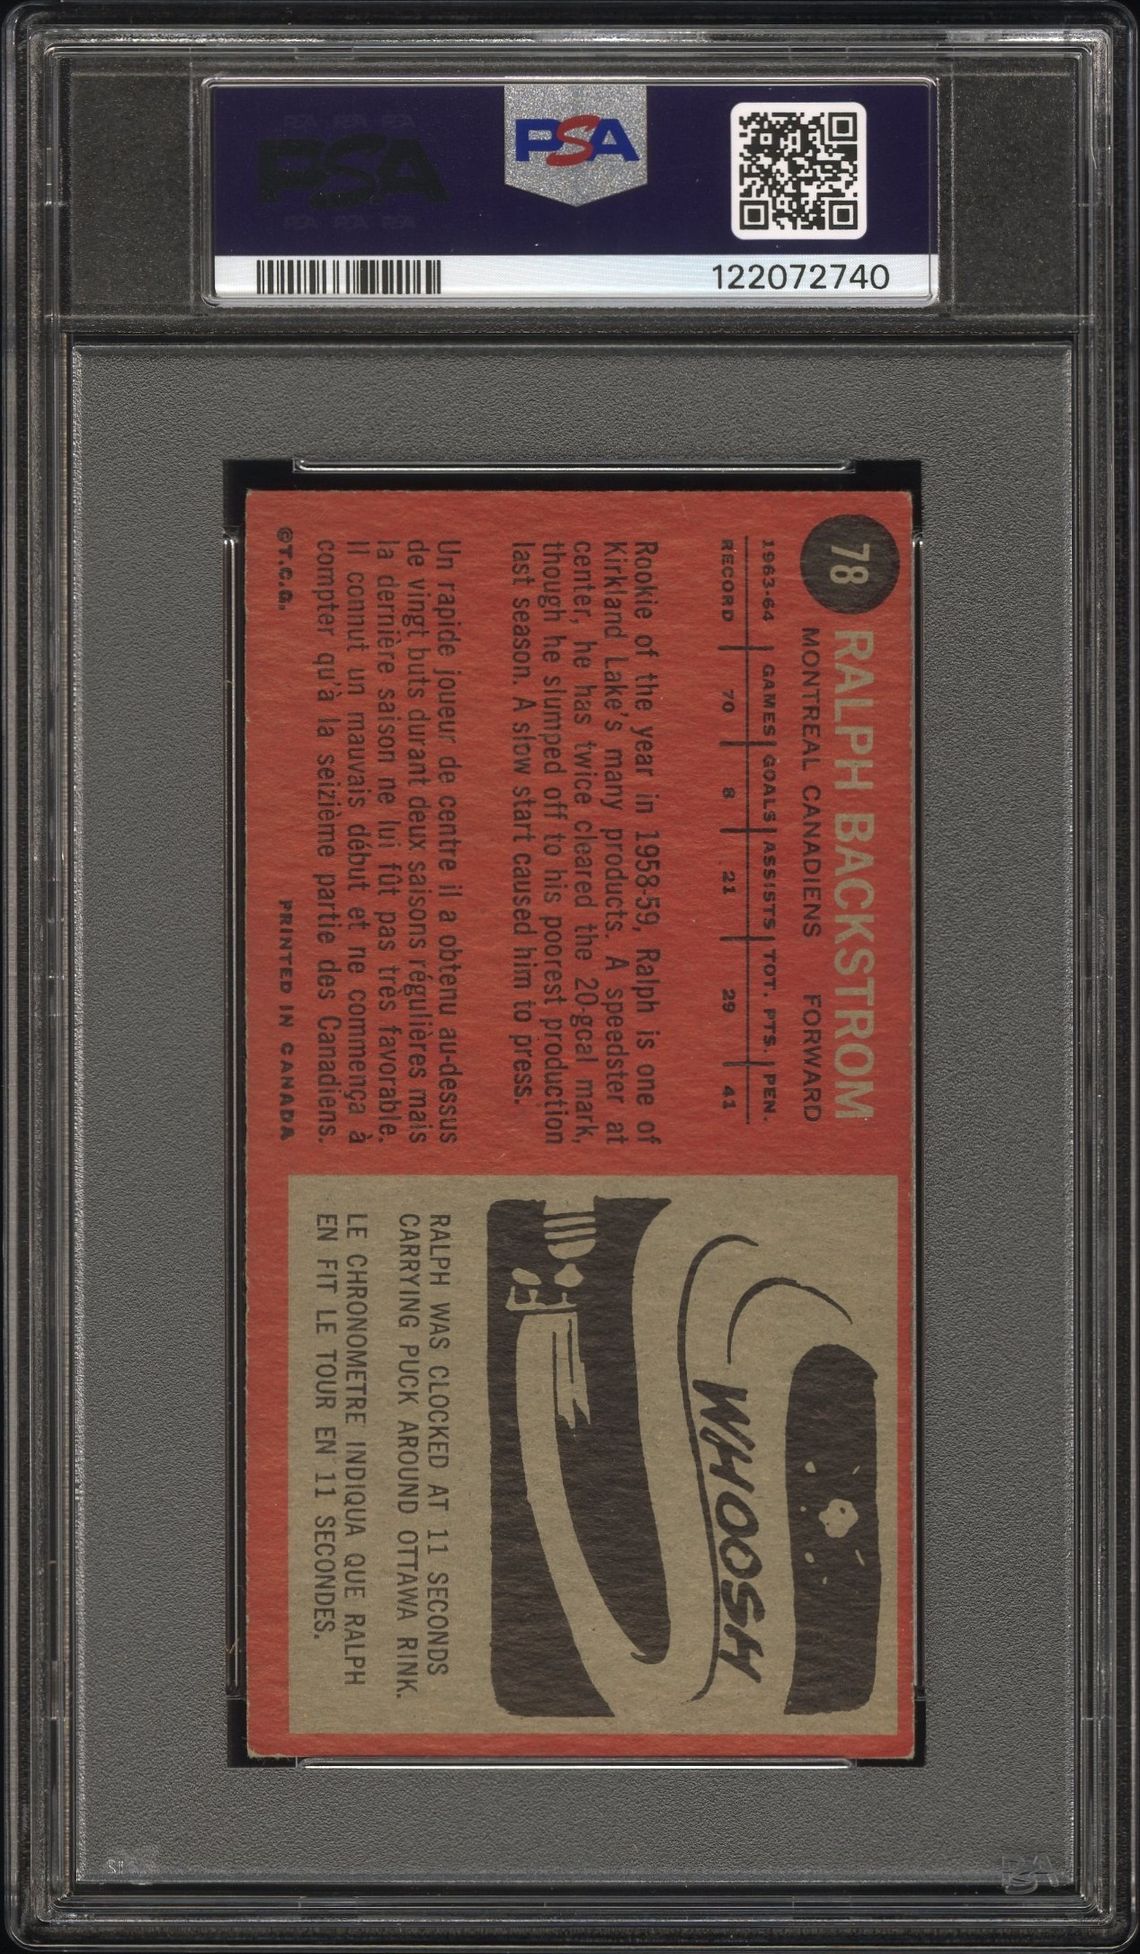 PSA
PSA
122072740
78
RALPH BACKSTROM
MONTREAL CANADIENS FORWARD
1963-64 GAMES GOALS ASSISTS TOT. PTS. PEN.
RECORD 70 8 21 29 41
Rookie of the year in 1958-59, Ralph is one of
Kirkland Lake's many products. A speedster at
center, he has twice cleared the 20-goal mark,
though he slumped off to his poorest production
last season. A slow start caused him to press.
Un rapide joueur de centre il a obtenu au-dessus
de vingt buts durant deux saisons régulières mais
la dernière saison ne lui fût pas très favorable.
Il connut un mauvais début et ne commença à
compter qu'à la seizième partie des Canadiens.
©T.C.G. PRINTED IN CANADA
WHOOSH
RALPH WAS CLOCKED AT 11 SECONDS
CARRYING PUCK AROUND OTTAWA RINK.
LE CHRONOMETRE INDIQUA QUE RALPH
EN FIT LE TOUR EN 11 SECONDES.
PSA